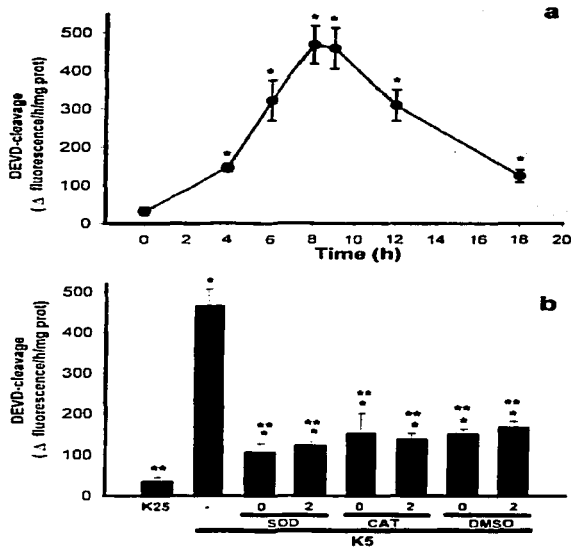 a
DEVD-cleavage
(Δ fluorescence/h/mg prot)
500
400
300
200
100
0
* * * * * *
0 2 4 6 8 10 12 14 16 18 20
Time (h)
b
DEVD-cleavage
(Δ fluorescence/h/mg prot)
500
400
300
200
100
0
** * ** * ** * ** * ** * ** * ** *
K25 - 0 2 0 2 0 2
SOD CAT DMSO
K5